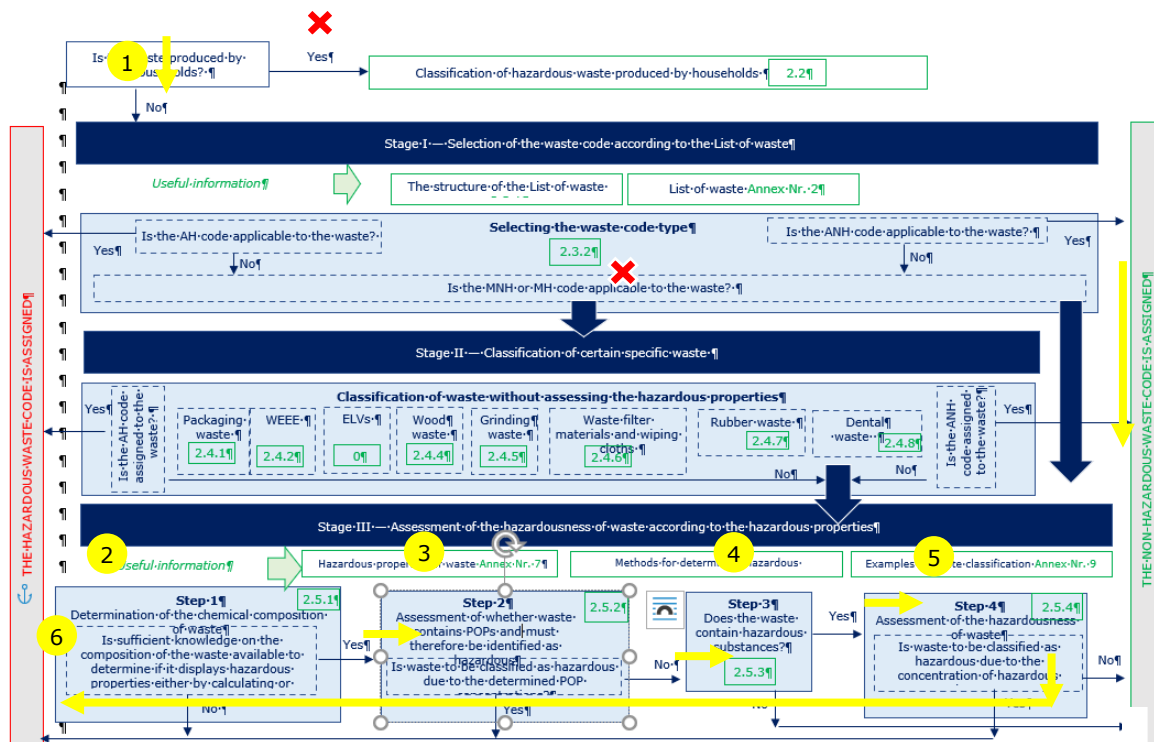 1
Is
aste produced by
households? ¶
Yes¶
Classification of hazardous waste produced by households ¶
2.2¶
No¶
Stage I — Selection of the waste code according to the List of waste¶
Useful information¶
The structure of the List of waste
List of waste Annex Nr. 2¶
Selecting the waste code type¶
2.3.2¶
Is the AH code applicable to the waste? ¶
Yes¶
No¶
Is the ANH code applicable to the waste? ¶
Yes¶
No¶
Is the MNH or MH code applicable to the waste? ¶
Stage II — Classification of certain specific waste ¶
Classification of waste without assessing the hazardous properties¶
Yes¶
Is the AH code
assigned to the
waste? ¶
Packaging
waste ¶
2.4.1¶
WEEE ¶
2.4.2¶
ELVs ¶
0¶
Wood¶
waste ¶
2.4.4¶
Grinding¶
waste ¶
2.4.5¶
Waste filter
materials and wiping
cloths ¶
2.4.6¶
Rubber waste ¶
2.4.7¶
Dental
waste ¶
2.4.8¶
Is the ANH
code assigned
to the waste?¶
Yes¶
No¶
No¶
Stage III — Assessment of the hazardousness of waste according to the hazardous properties¶
2
Useful information¶
3
Hazardous
waste Annex Nr. 7¶
4
Methods for
hazardous
5
Examples
classification Annex Nr. 9
6
Step 1¶
2.5.1¶
Determination of the chemical composition
of waste¶
Is sufficient knowledge on the
composition of the waste available to
determine if it displays hazardous
properties either by calculating or
Yes¶
No¶
Step 2¶
2.5.2¶
Assessment of whether waste
contains POPs and must
therefore be identified as
hazardous¶
Is waste to be classified as hazardous
due to the determined POP
No¶
Yes¶
Step 3¶
Does the waste
contain hazardous
substances?¶
2.5.3¶
Yes¶
No¶
Step 4¶
2.5.4¶
Assessment of the hazardousness
of waste¶
Is waste to be classified as
hazardous due to the
concentration of hazardous
No¶
Yes¶
THE HAZARDOUS WASTE CODE IS ASSIGNED¶
THE NON-HAZARDOUS WASTE CODE IS ASSIGNED¶